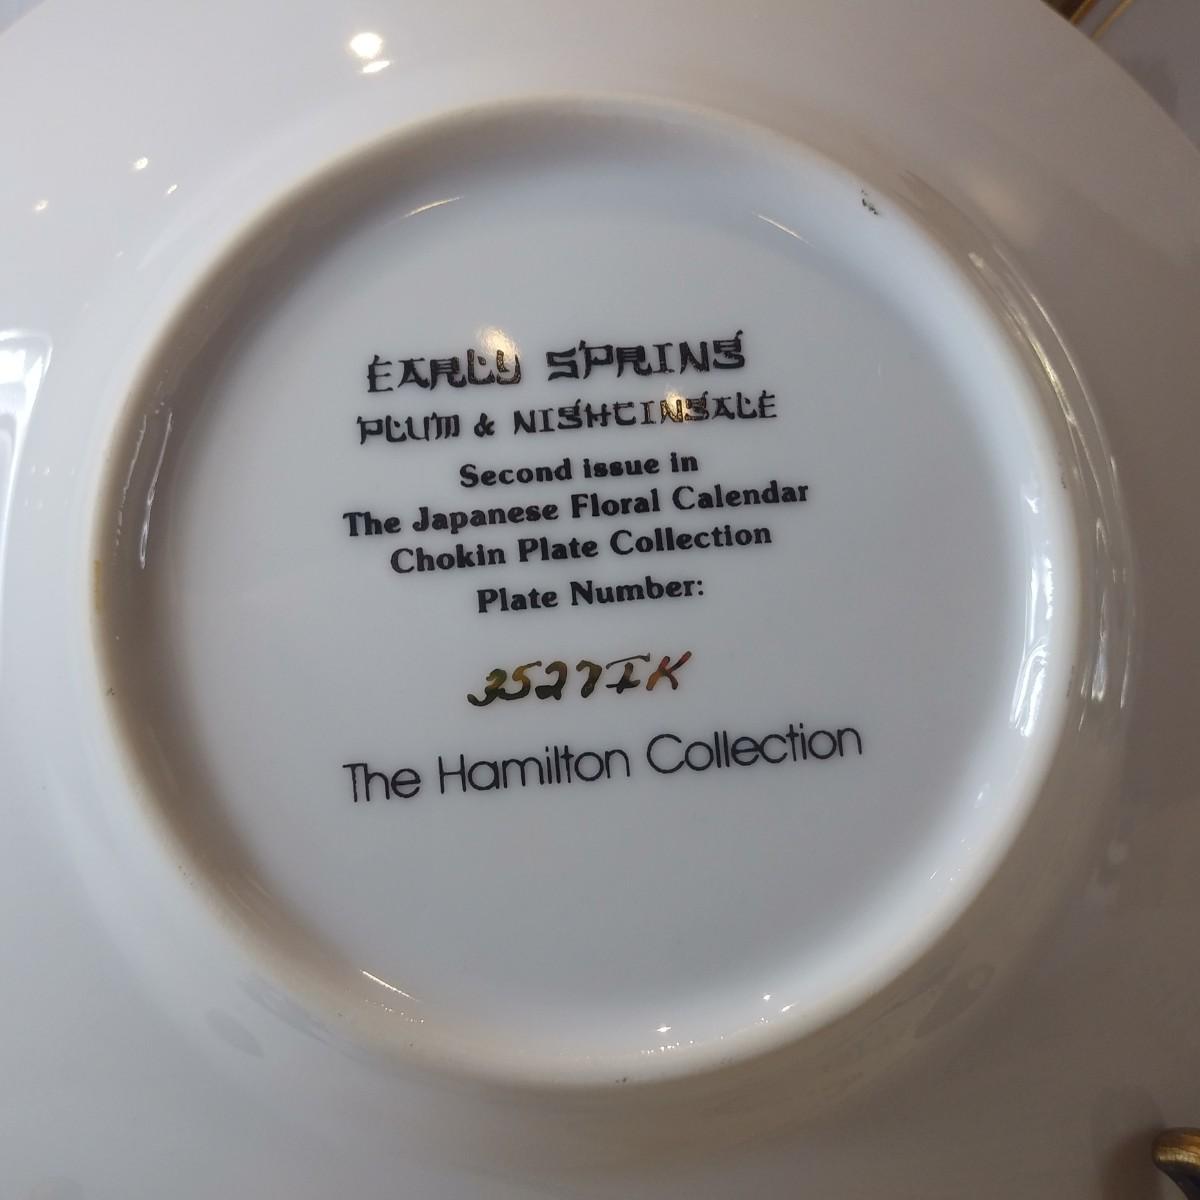 EARLY SPRING
PLUM & NIGHTINGALE
Second issue in
The Japanese Floral Calendar
Chokin Plate Collection
Plate Number:
3527IK
The Hamilton Collection